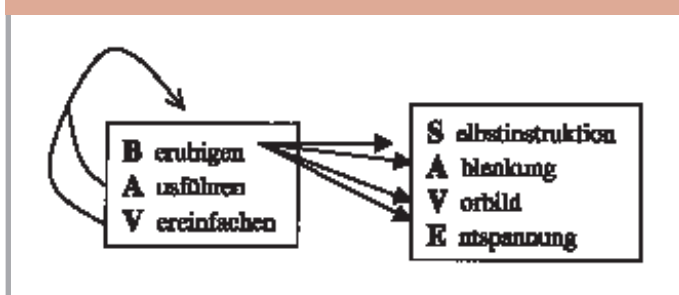 B eruhigen
A usführen
V ereinfachen
S elbstinstruktion
A blenkung
V orbild
E ntspannung